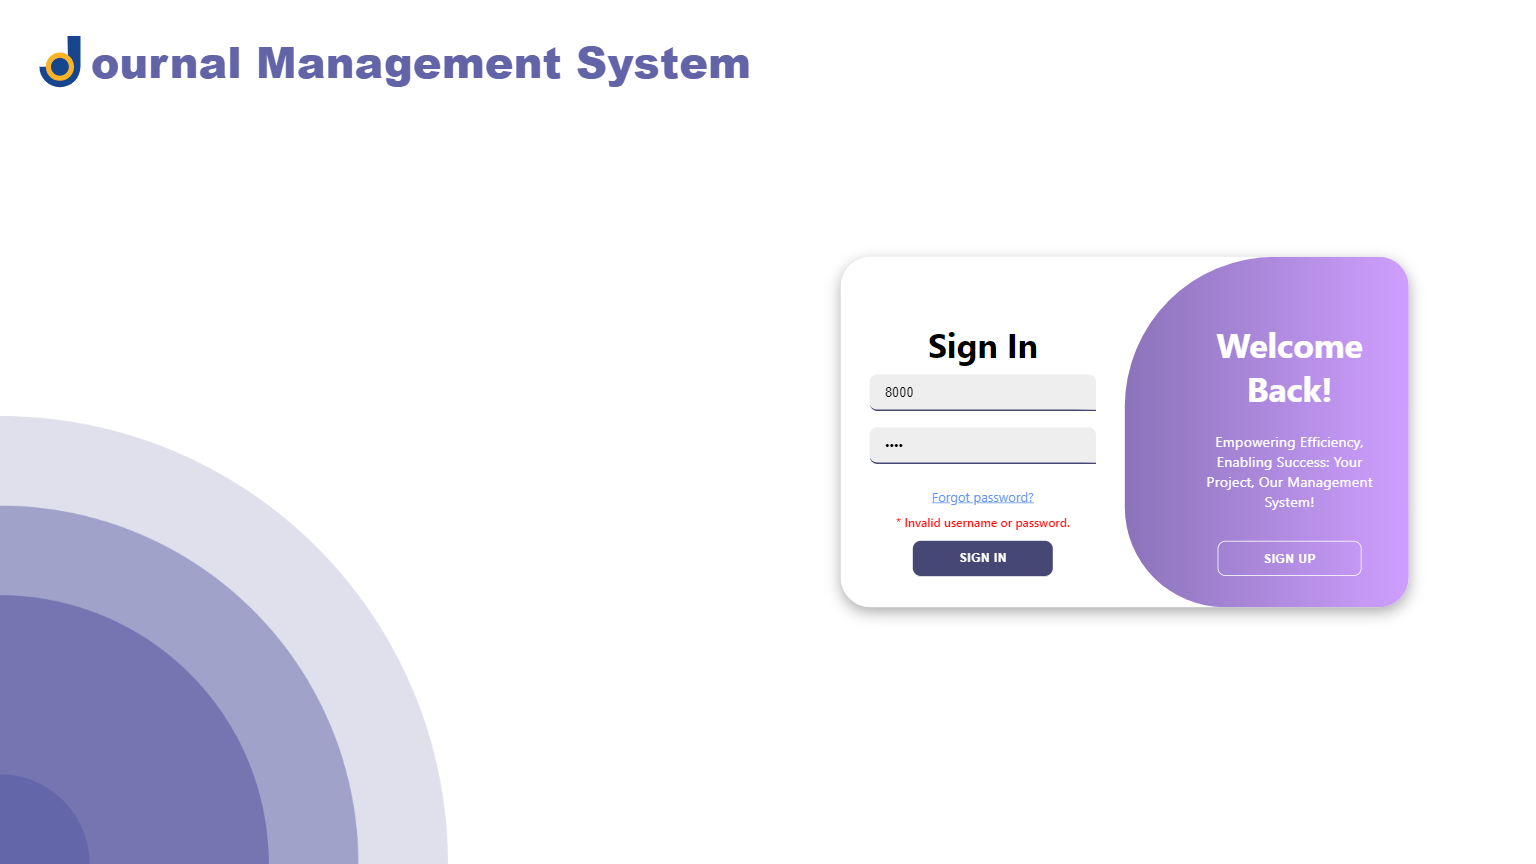 Journal Management System
Sign In
8000
••••
Forgot password?
* Invalid username or password.
SIGN IN
Welcome
Back!
Empowering Efficiency,
Enabling Success: Your
Project, Our Management
System!
SIGN UP